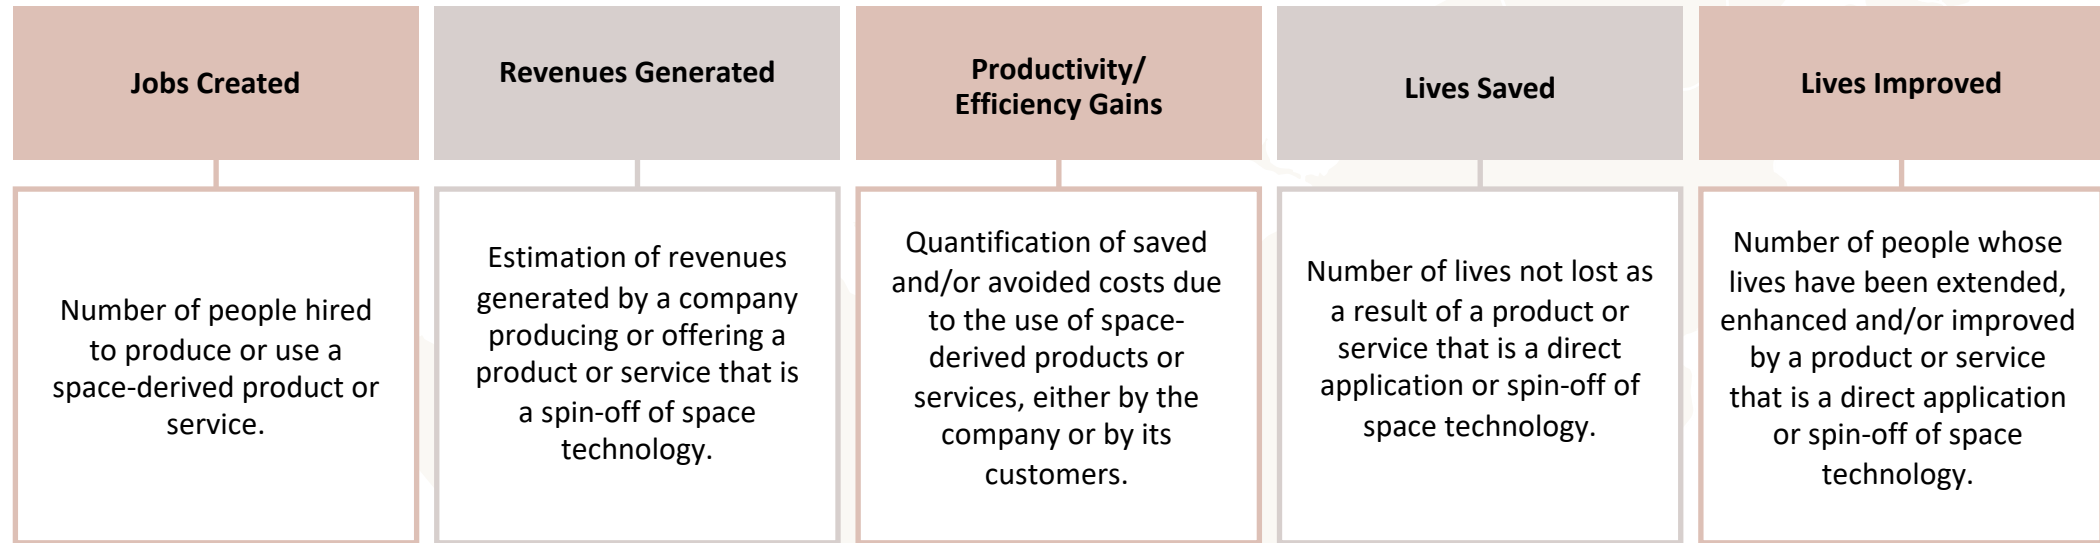 Jobs Created
Number of people hired
to produce or use a
space-derived product or
service.
Revenues Generated
Estimation of revenues
generated by a company
producing or offering a
product or service that is
a spin-off of space
technology.
Productivity/
Efficiency Gains
Quantification of saved
and/or avoided costs due
to the use of space-
derived products or
services, either by the
company or by its
customers.
Lives Saved
Number of lives not lost as
a result of a product or
service that is a direct
application or spin-off of
space technology.
Lives Improved
Number of people whose
lives have been extended,
enhanced and/or improved
by a product or service
that is a direct application
or spin-off of space
technology.